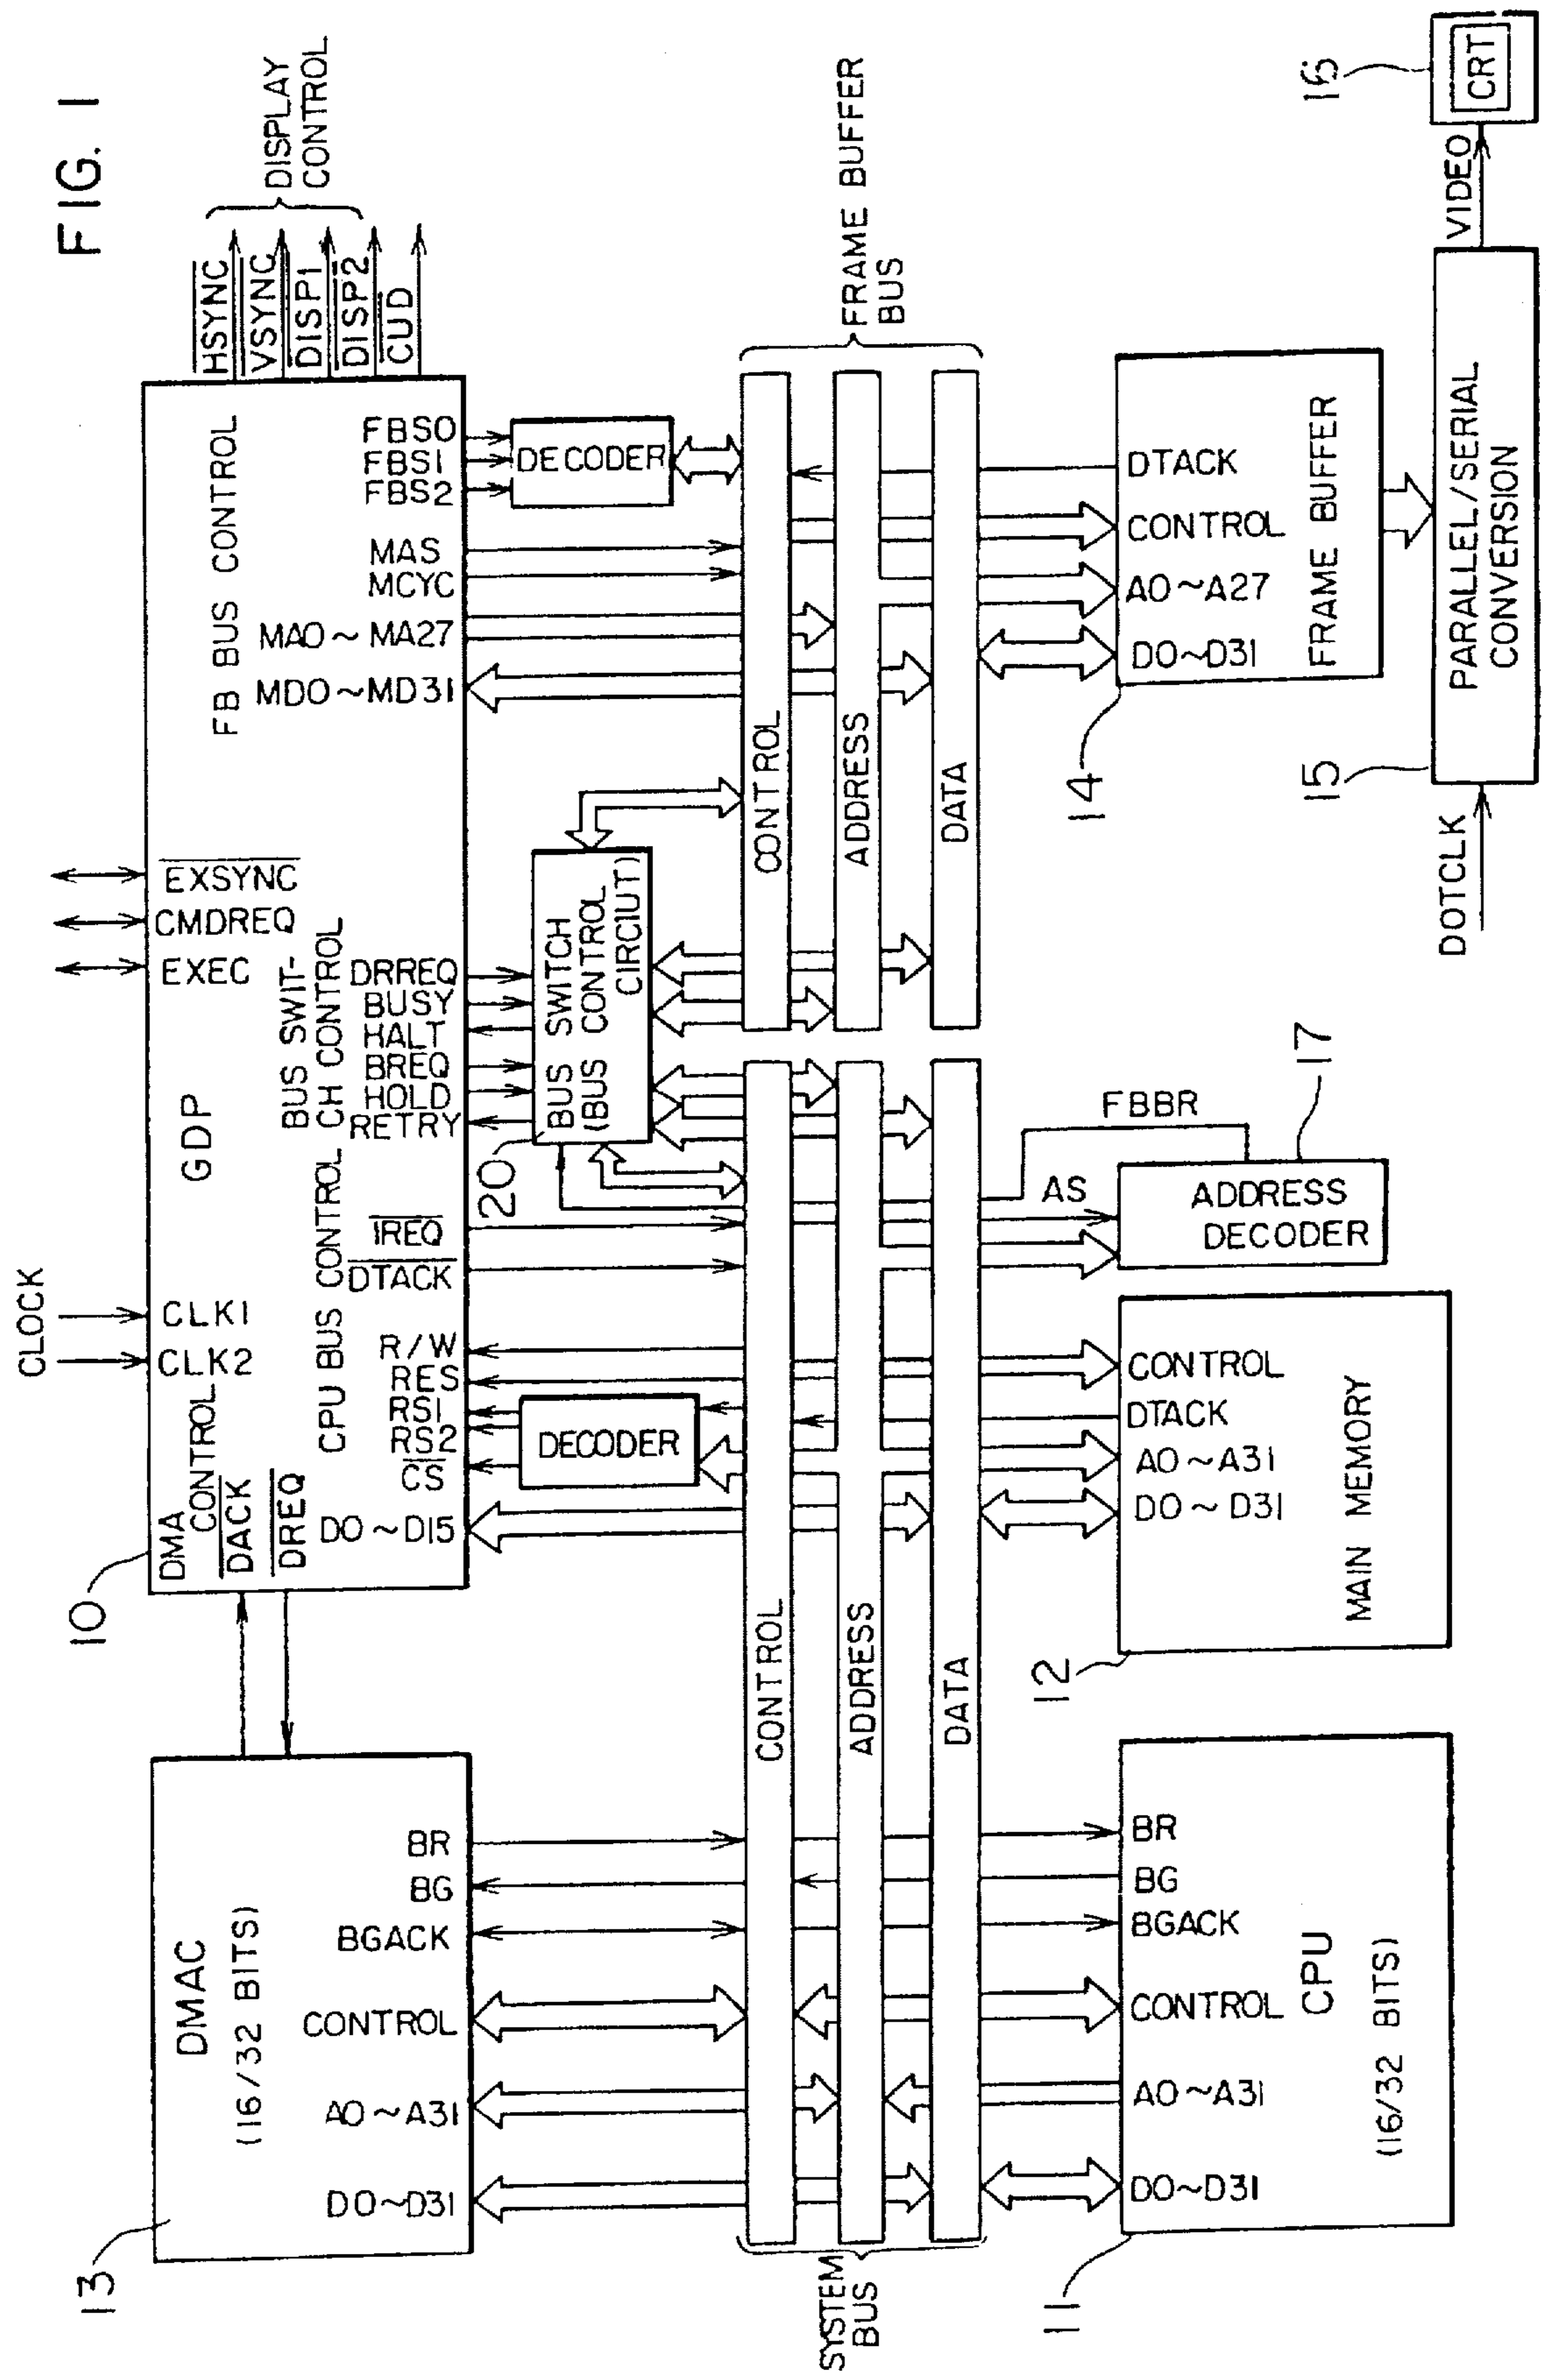 FIG. 1
CLOCK
DISPLAY
CONTROL
HSYNC
VSYNC
DISP1
DISP2
CUD
13
DMAC
(16/32 BITS)
BR
BG
BGACK
CONTROL
A0~A31
D0~D31
10
DMA
CONTROL
DACK
DREQ
CLK1
CLK2
GDP
EXEC
CMDREQ
EXSYNC
CPU BUS CONTROL
D0~D15
CS
RS2
RS1
RES
R/W
DTACK
IREQ
BUS SWIT-
CH CONTROL
RETRY
HOLD
BREQ
HALT
BUSY
DRREQ
FB BUS CONTROL
MD0~MD31
MA0~MA27
MCYC
MAS
FBS2
FBS1
FBS0
DECODER
20
BUS SWITCH
(BUS CONTROL
CIRCIUT)
DECODER
SYSTEM
BUS
CONTROL
ADDRESS
DATA
CONTROL
ADDRESS
DATA
FRAME BUFFER
BUS
11
D0~D31
A0~A31
CONTROL
BGACK
BG
BR
CPU
(16/32 BITS)
12
D0~D31
A0~A31
DTACK
CONTROL
MAIN MEMORY
AS
FBBR
17
ADDRESS
DECODER
14
D0~D31
A0~A27
CONTROL
DTACK
FRAME BUFFER
DOTCLK
15
PARALLEL/SERIAL
CONVERSION
VIDEO
16
CRT